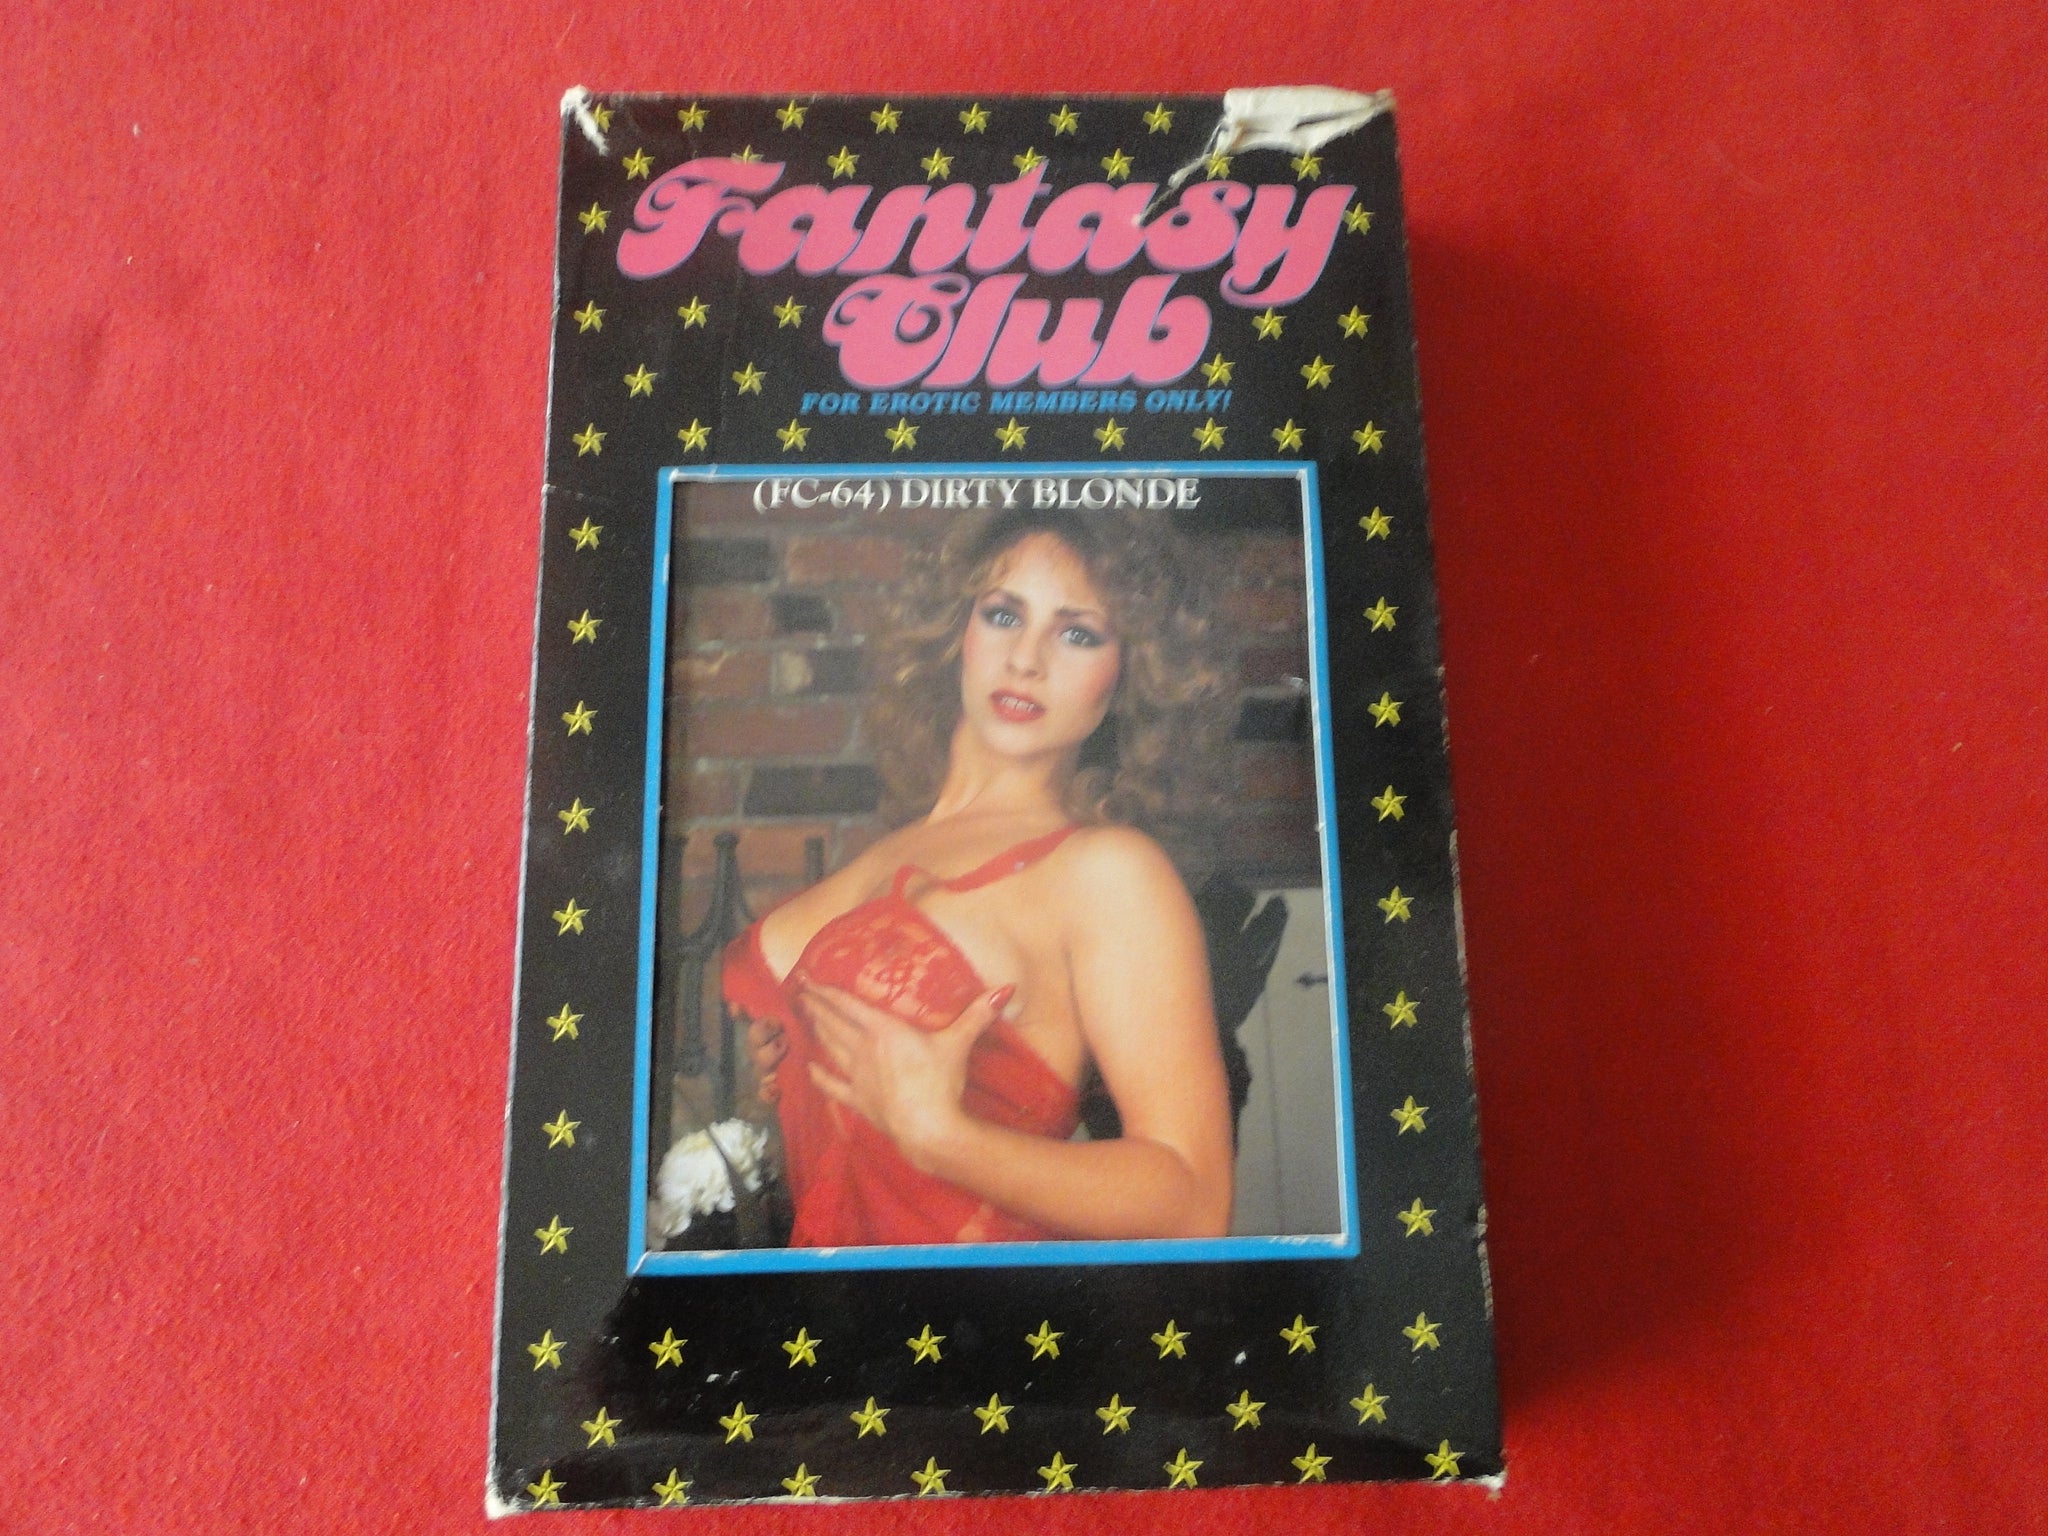 Fantasy
Club
FOR EROTIC MEMBERS ONLY!
(FC-64) DIRTY BLONDE